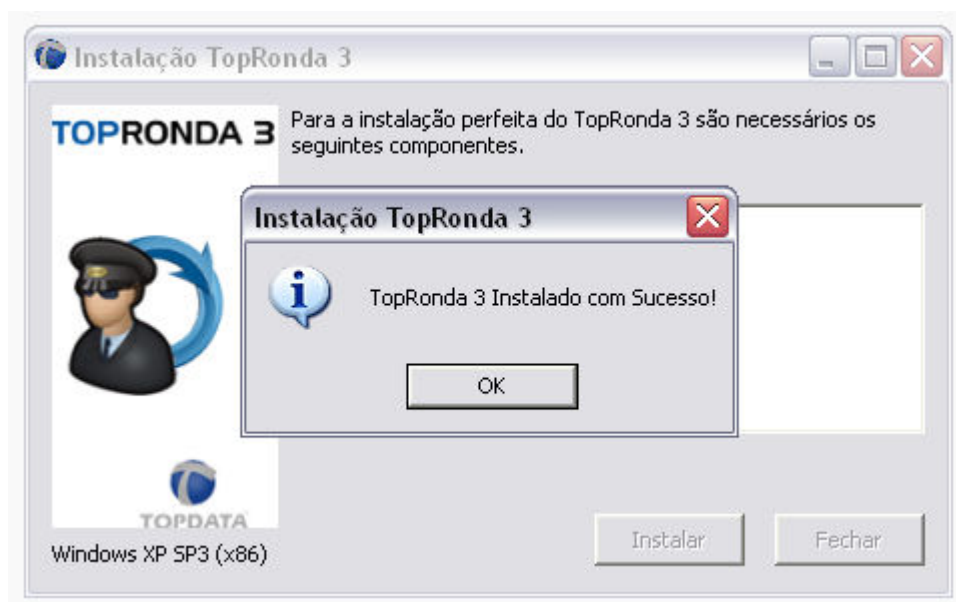 Instalação TopRonda 3
TOPRONDA 3
Para a instalação perfeita do TopRonda 3 são necessários os
seguintes componentes.
Instalação TopRonda 3
TopRonda 3 Instalado com Sucesso!
OK
TOPDATA
Windows XP SP3 (x86)
Instalar
Fechar